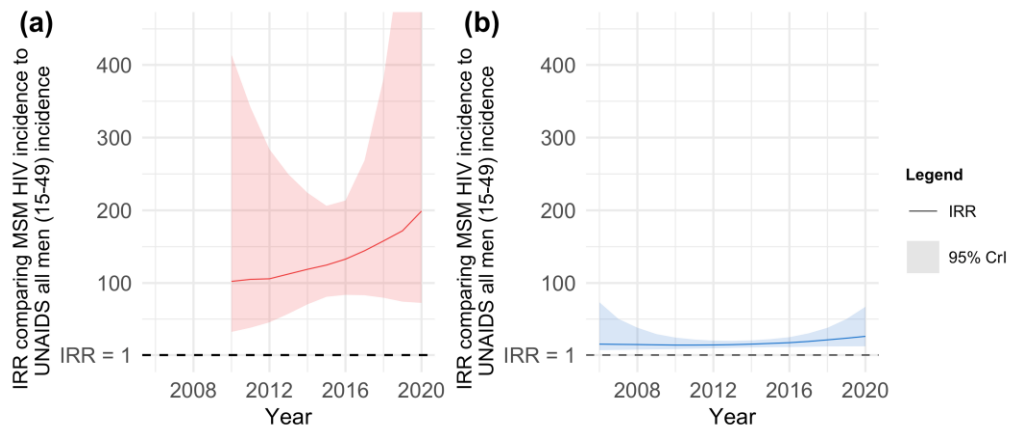 (a)
IRR comparing MSM HIV incidence to
UNAIDS all men (15-49) incidence
400
300
200
100
IRR = 1
2008
2012
2016
2020
Year
(b)
IRR comparing MSM HIV incidence to
UNAIDS all men (15-49) incidence
400
300
200
100
IRR = 1
2008
2012
2016
2020
Year
Legend
IRR
95% CrI